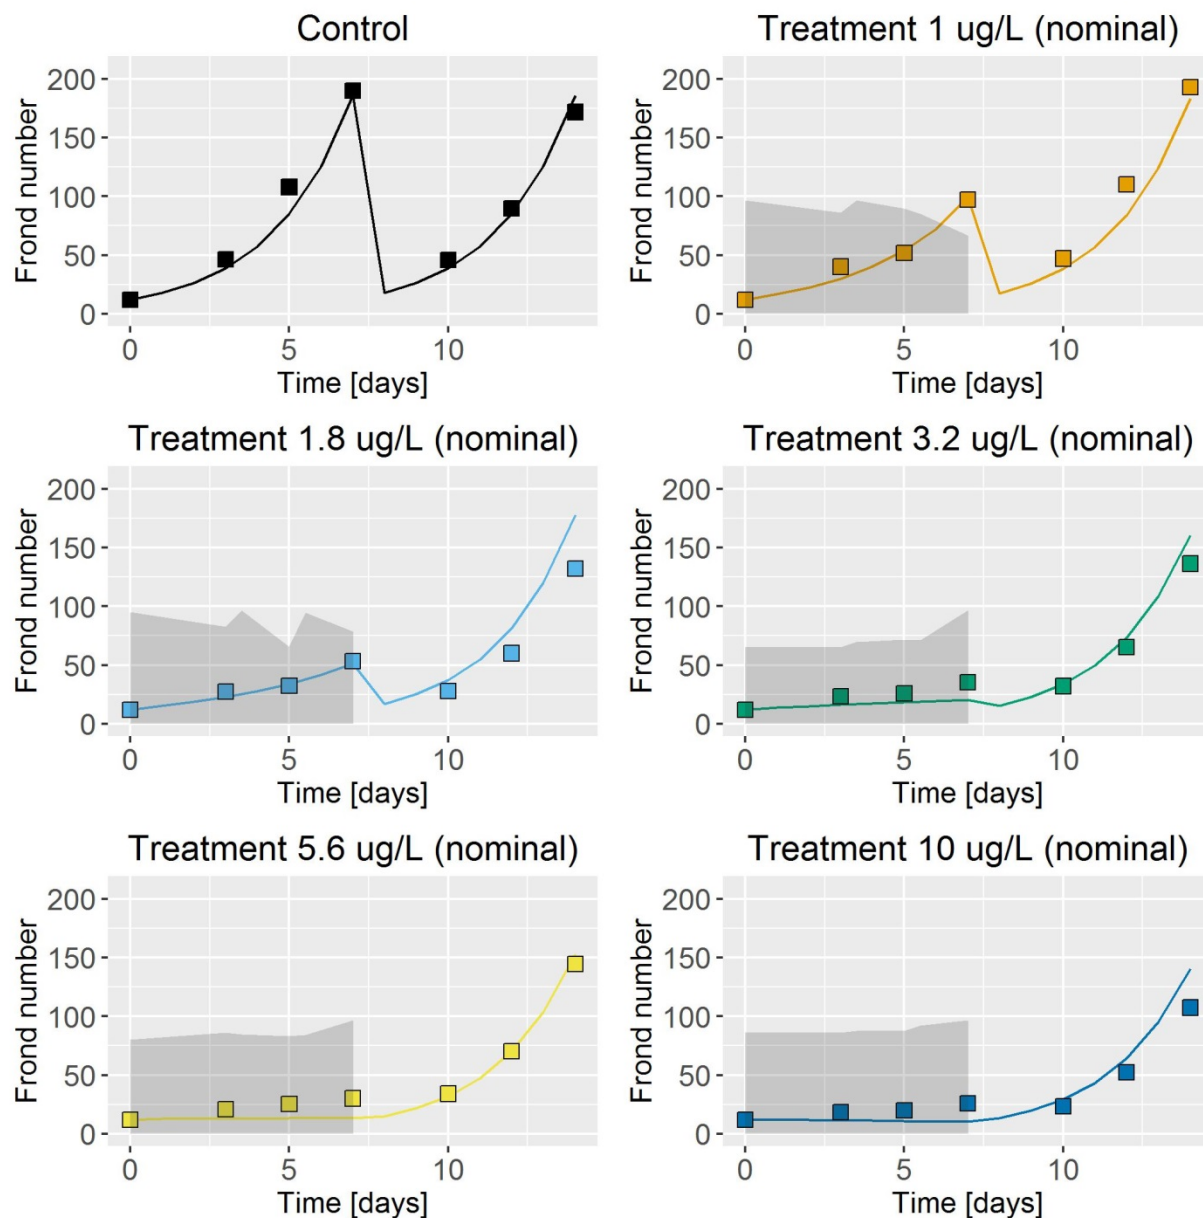 Control
200
150
100
50
0
Frond number
0 5 10
Time [days]
Treatment 1 ug/L (nominal)
200
150
100
50
0
Frond number
0 5 10
Time [days]
Treatment 1.8 ug/L (nominal)
200
150
100
50
0
Frond number
0 5 10
Time [days]
Treatment 3.2 ug/L (nominal)
200
150
100
50
0
Frond number
0 5 10
Time [days]
Treatment 5.6 ug/L (nominal)
200
150
100
50
0
Frond number
0 5 10
Time [days]
Treatment 10 ug/L (nominal)
200
150
100
50
0
Frond number
0 5 10
Time [days]